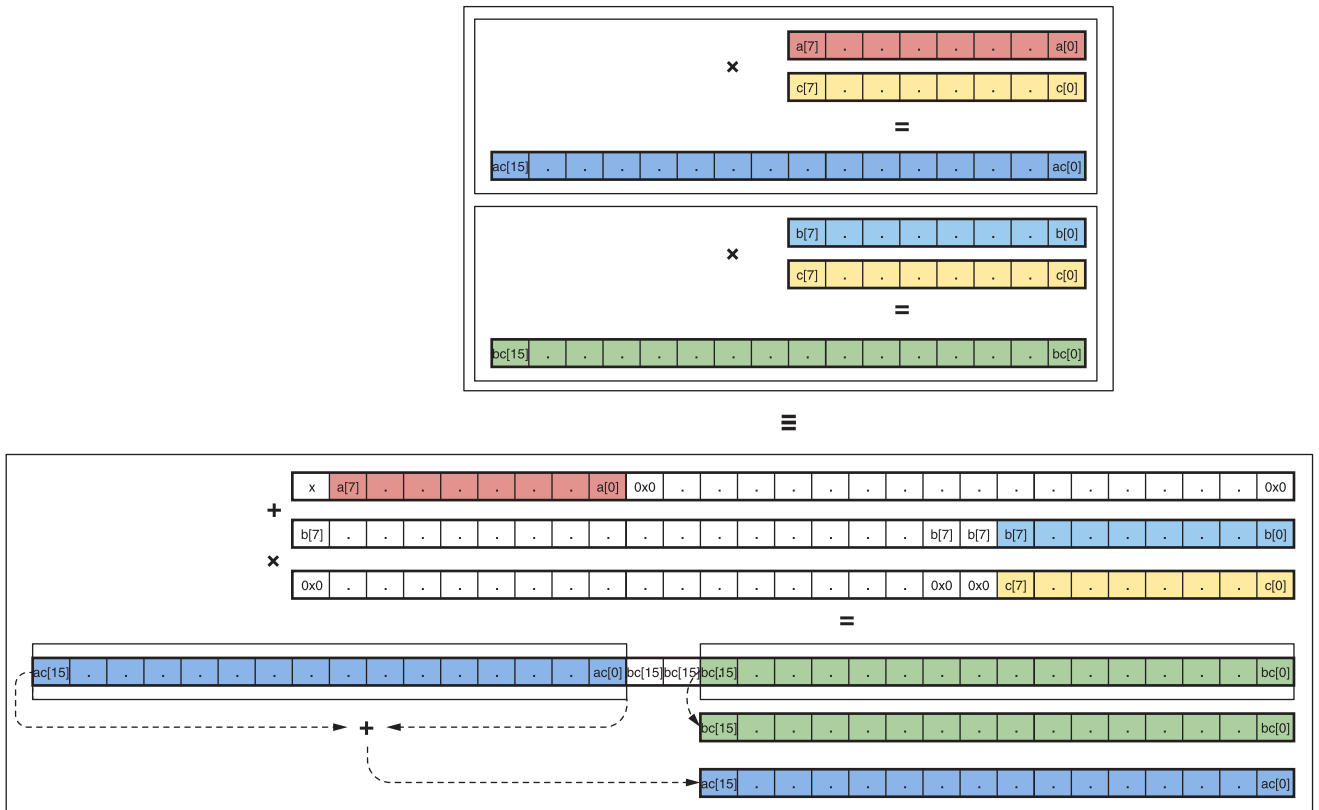 a[7] . . . . . . a[0]
×
c[7] . . . . . . c[0]
=
ac[15] . . . . . . . . . . . . . . ac[0]
b[7] . . . . . . b[0]
×
c[7] . . . . . . c[0]
=
bc[15] . . . . . . . . . . . . . . bc[0]
≡
x a[7] . . . . . . a[0] 0x0 . . . . . . . . . . . . . . . . 0x0
+
b[7] . . . . . . . . . . . . . . . . b[7] b[7] b[7] . . . . . . b[0]
×
0x0 . . . . . . . . . . . . . . . . 0x0 0x0 c[7] . . . . . . c[0]
=
ac[15] . . . . . . . . . . . . . . ac[0] bc[15] bc[15] bc[15] . . . . . . . . . . . . . . bc[0]
+
bc[15] . . . . . . . . . . . . . . bc[0]
ac[15] . . . . . . . . . . . . . . ac[0]